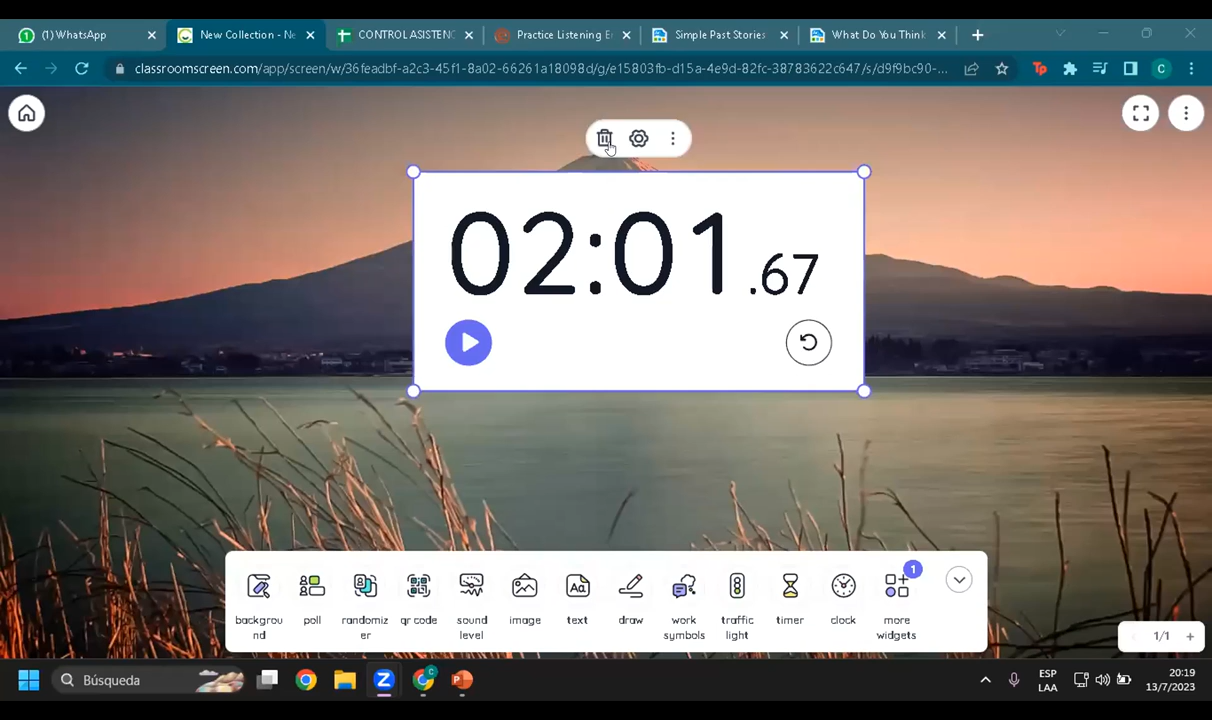 (1) WhatsApp
New Collection - Ne
CONTROL ASISTENC
Practice Listening E
Simple Past Stories
What Do You Think
classroomscreen.com/app/screen/w/36feadbf-a2c3-45f1-8a02-66261a18098d/g/e15803fb-d15a-4e9d-82fc-38783622c647/s/d9f9bc90-...
Tp
C
02:01.67
1
Aa
backgrou
nd
poll
randomiz
er
qr code
sound
level
image
text
draw
work
symbols
traffic
light
timer
clock
more
widgets
1/1
Búsqueda
ESP
LAA
20:19
13/7/2023